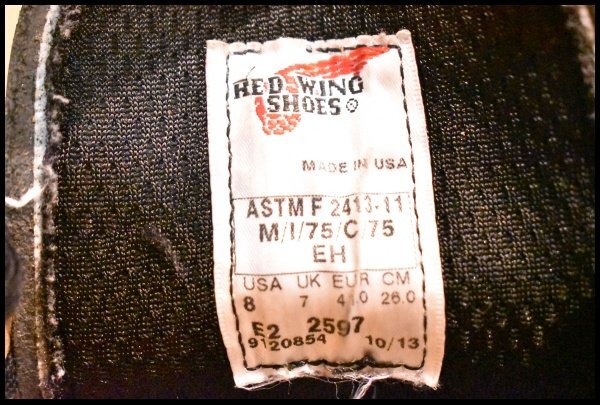 RED WING
SHOES®
MADE IN USA
ASTM F 2413-11
M/I/75/C/75
EH
USA UK EUR CM
8 7 41.0 26.0
E2 2597
9120854 10/13